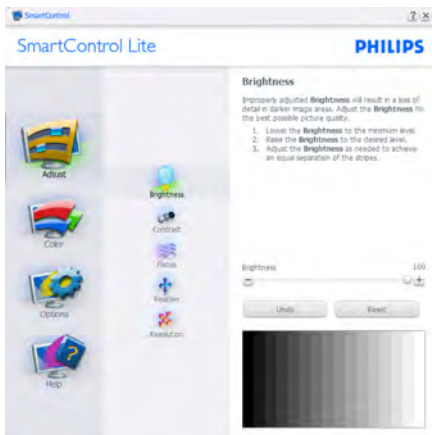 SmartControl
? X
SmartControl Lite
PHILIPS
Adjust
Color
Options
Help
Brightness
Contrast
Focus
Position
Resolution
Brightness
Improperly adjusted Brightness will result in a loss of
detail in darker image areas. Adjust the Brightness for
the best possible picture quality.
1. Lower the Brightness to the minimum level.
2. Raise the Brightness to the desired level.
3. Adjust the Brightness as needed to achieve
an equal separation of the stripes.
Brightness 100
Undo Reset
?